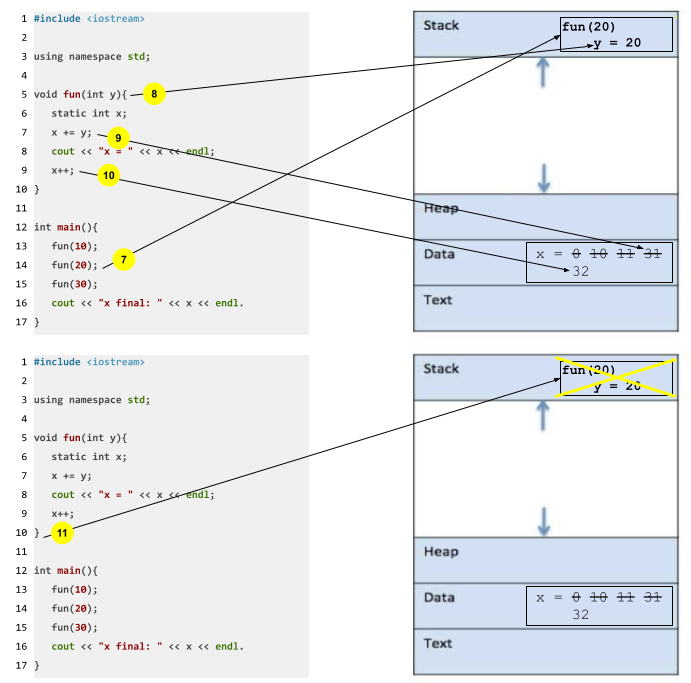 1 #include <iostream>
2
3 using namespace std;
4
5 void fun(int y){
6 static int x;
7 x += y;
8 cout << "x = " << x << endl;
9 x++;
10 }
11
12 int main(){
13 fun(10);
14 fun(20);
15 fun(30);
16 cout << "x final: " << x << endl.
17 }
8
9
10
7
Stack
fun(20)
y = 20
Heap
Data
x = 0 10 11 31
32
Text
1 #include <iostream>
2
3 using namespace std;
4
5 void fun(int y){
6 static int x;
7 x += y;
8 cout << "x = " << x << endl;
9 x++;
10 }
11
12 int main(){
13 fun(10);
14 fun(20);
15 fun(30);
16 cout << "x final: " << x << endl.
17 }
11
Stack
fun(20)
y = 20
Heap
Data
x = 0 10 11 31
32
Text